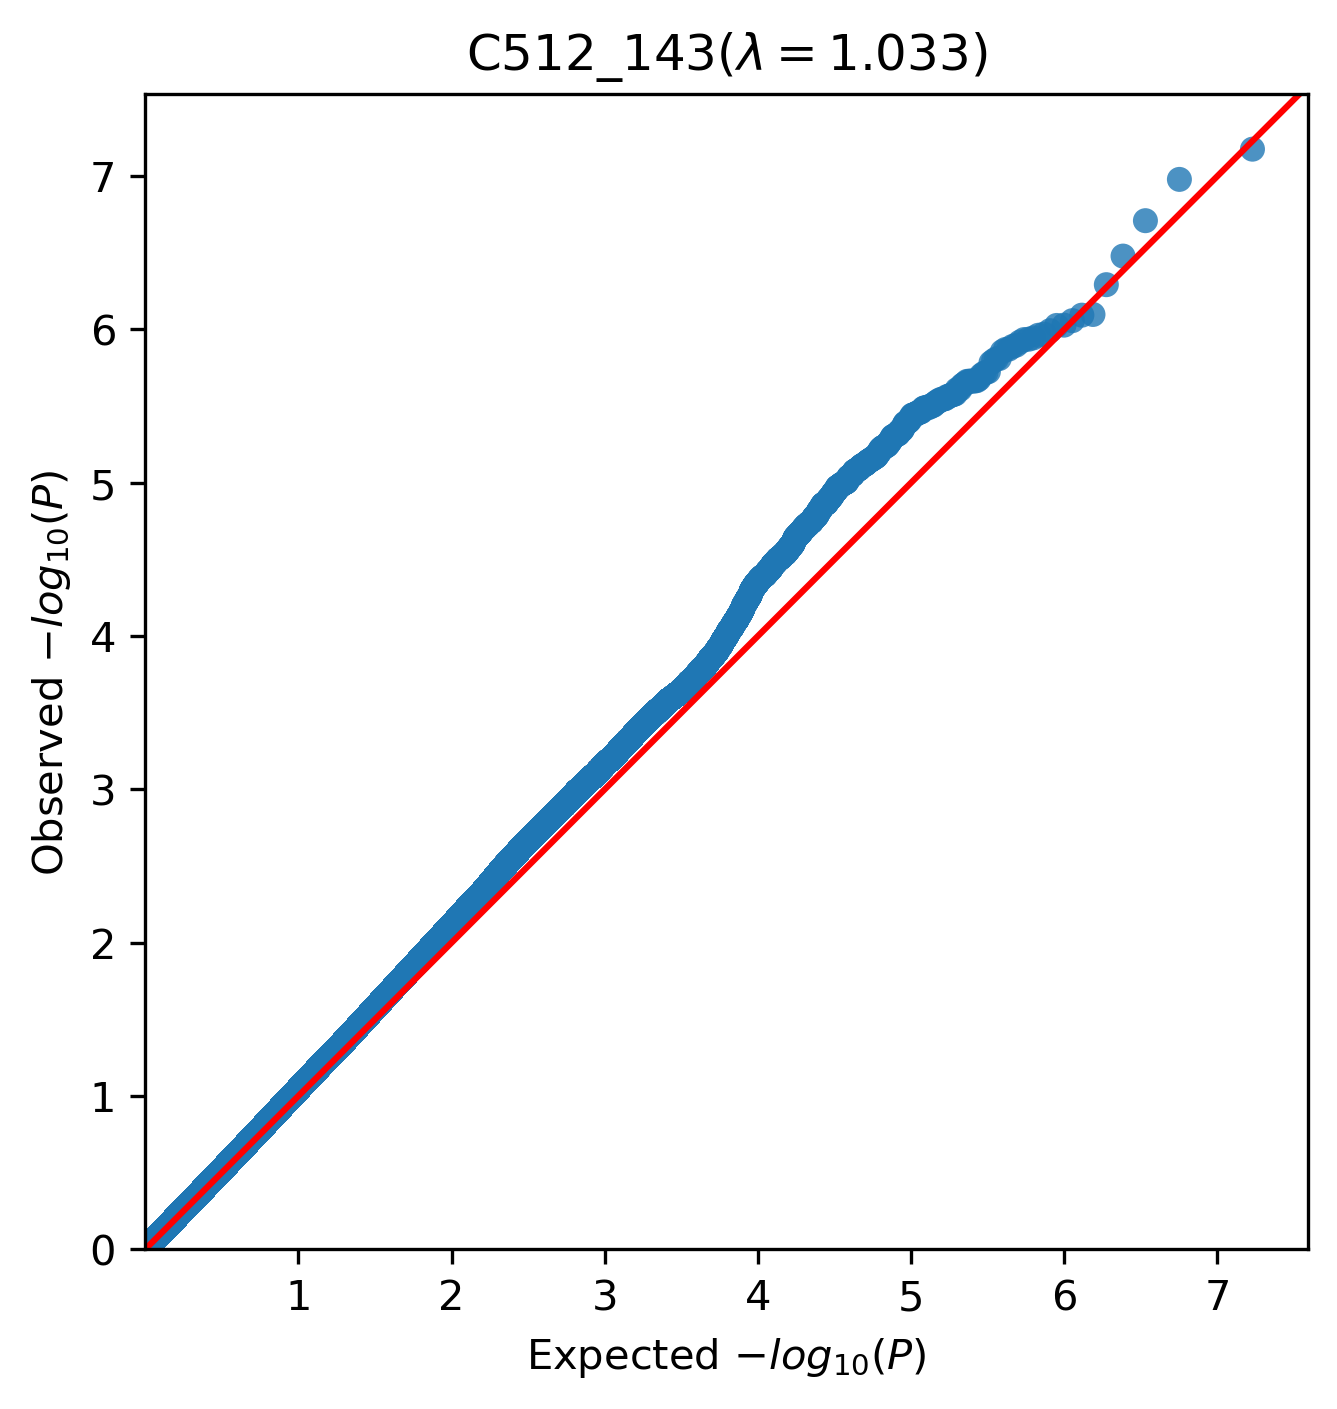 C512_143(λ = 1.033)
Observed −log₁₀(P)
7
6
5
4
3
2
1
0
1 2 3 4 5 6 7
Expected −log₁₀(P)